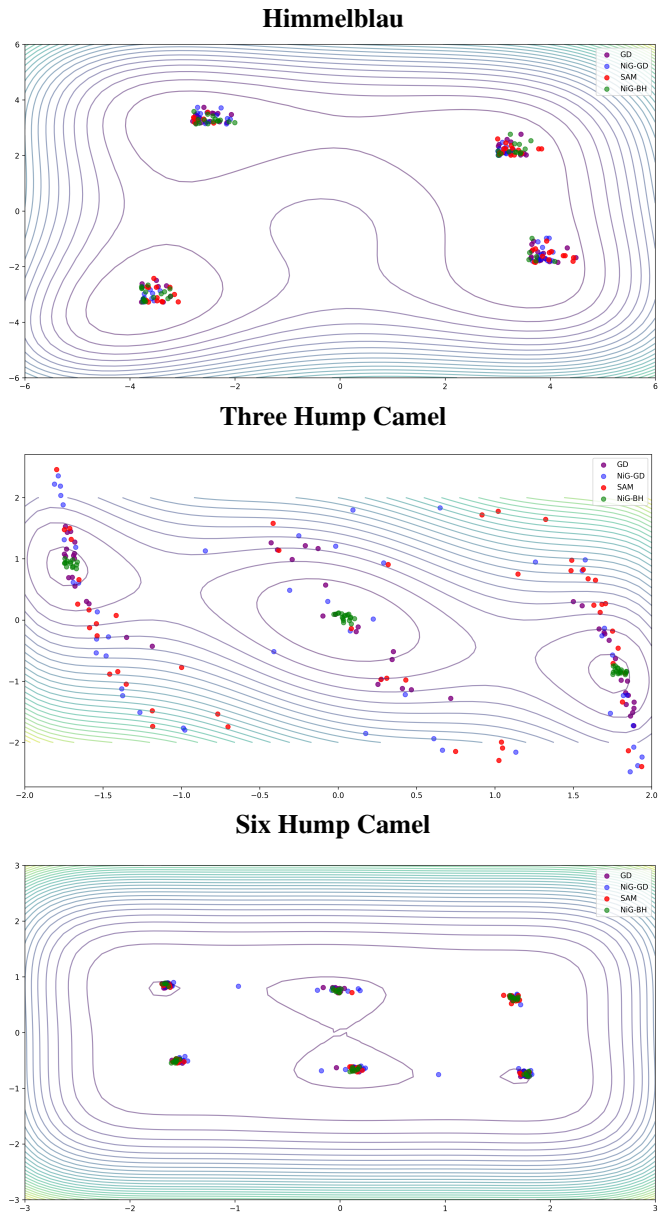 Himmelblau
6
4
2
0
−2
−4
−6
−6
−4
−2
0
2
4
6
GD
NiG-GD
SAM
NiG-BH
Three Hump Camel
2
1
0
−1
−2
−2.0
−1.5
−1.0
−0.5
0.0
0.5
1.0
1.5
2.0
GD
NiG-GD
SAM
NiG-BH
Six Hump Camel
3
2
1
0
−1
−2
−3
−3
−2
−1
0
1
2
3
GD
NiG-GD
SAM
NiG-BH